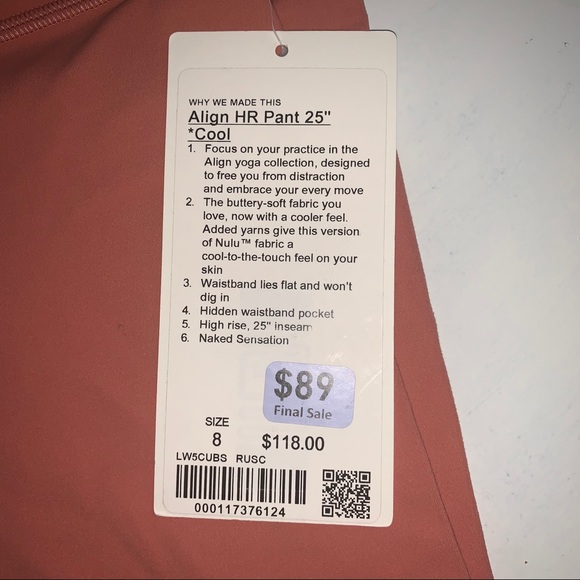 WHY WE MADE THIS
Align HR Pant 25"
*Cool
1. Focus on your practice in the
Align yoga collection, designed
to free you from distraction
and embrace your every move
2. The buttery-soft fabric you
love, now with a cooler feel.
Added yarns give this version
of Nulu™ fabric a
cool-to-the-touch feel on your
skin
3. Waistband lies flat and won't
dig in
4. Hidden waistband pocket
5. High rise, 25" inseam
6. Naked Sensation
$89
Final Sale
SIZE
8 $118.00
LW5CUBS RUSC
000117376124